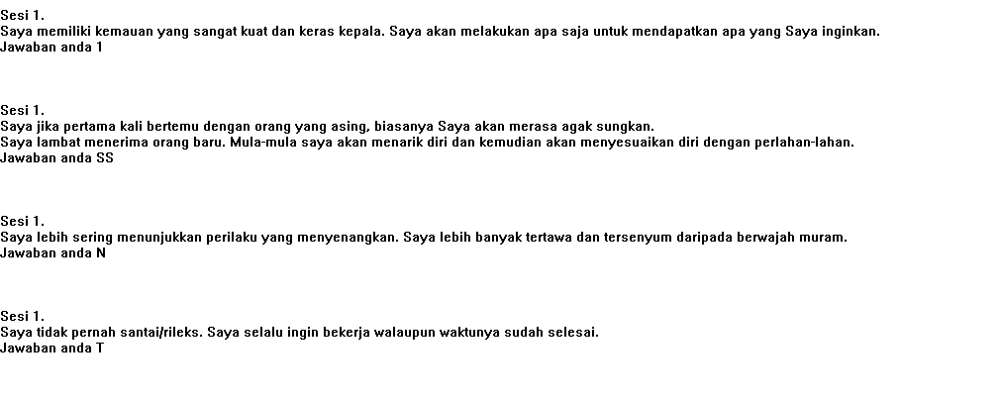 Sesi 1.
Saya memiliki kemauan yang sangat kuat dan keras kepala. Saya akan melakukan apa saja untuk mendapatkan apa yang Saya inginkan.
Jawaban anda 1
Sesi 1.
Saya jika pertama kali bertemu dengan orang yang asing, biasanya Saya akan merasa agak sungkan.
Saya lambat menerima orang baru. Mula-mula saya akan menarik diri dan kemudian akan menyesuaikan diri dengan perlahan-lahan.
Jawaban anda SS
Sesi 1.
Saya lebih sering menunjukkan perilaku yang menyenangkan. Saya lebih banyak tertawa dan tersenyum daripada berwajah muram.
Jawaban anda N
Sesi 1.
Saya tidak pernah santai/rileks. Saya selalu ingin bekerja walaupun waktunya sudah selesai.
Jawaban anda T